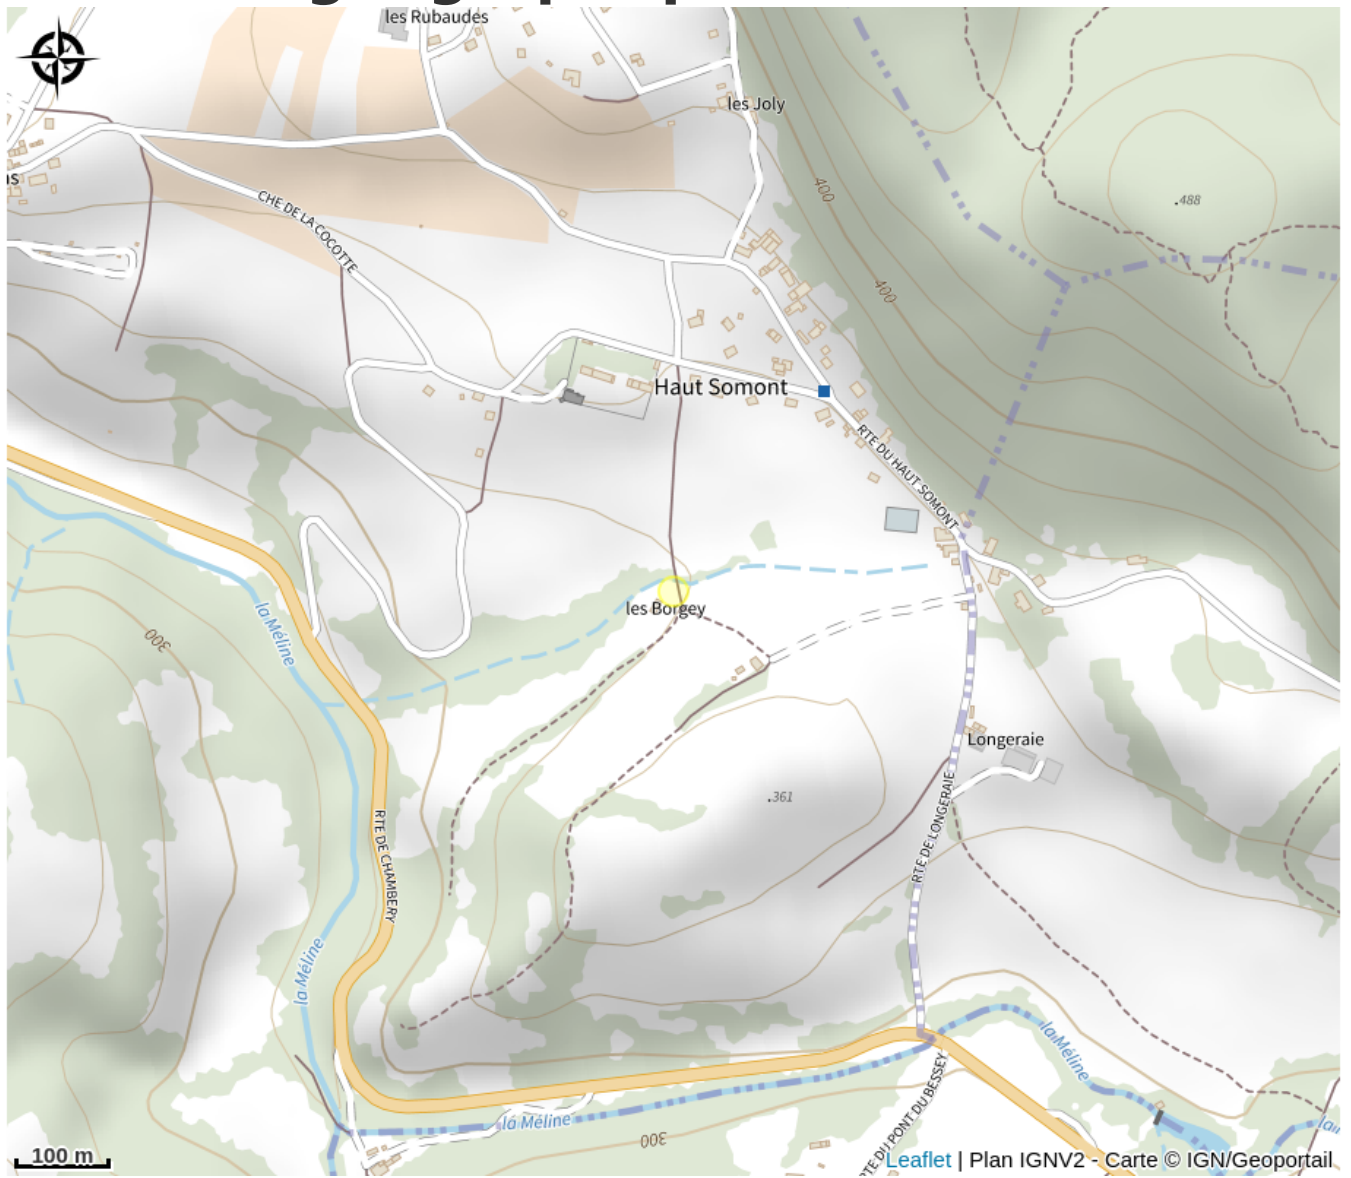 les Rubaudes
les Joly
400
.488
CHE DE LA COCOTTE
400
Haut Somont
RTE DU HAUT SOMONT
les Borgey
la Méline
300
Longeraie
.361
RTE DE LONGERAIE
RTE DE CHAMBERY
la Méline
la Méline
la Méline
300
RTE DU PONT DU BESSEY
100 m
Leaflet | Plan IGNV2 - Carte © IGN/Geoportail